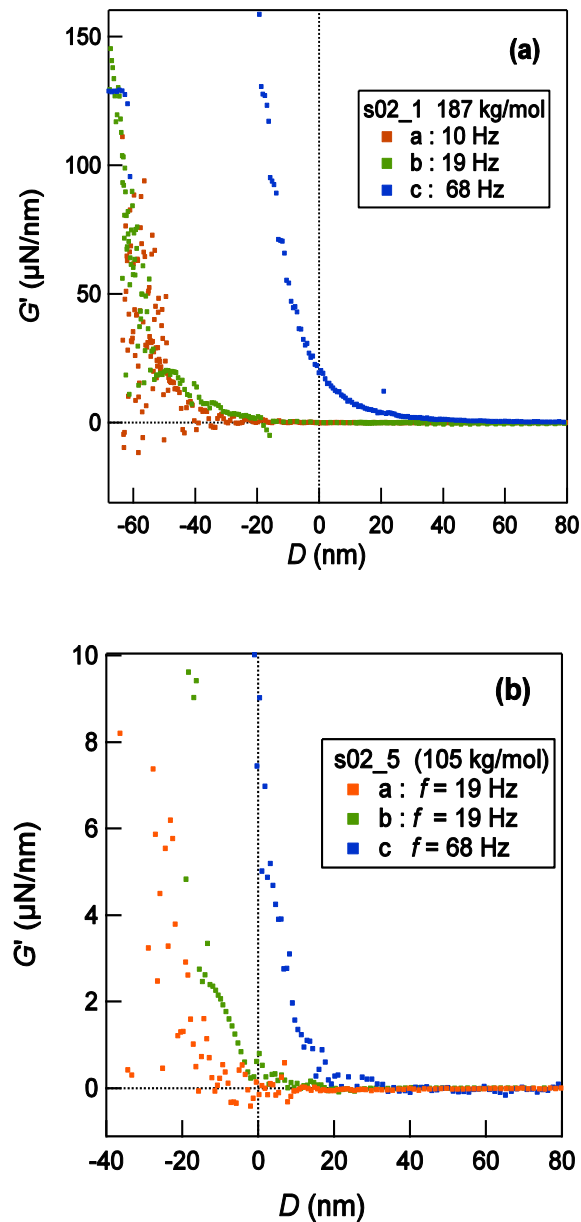 150
100
50
0
G' (µN/nm)
(a)
s02_1 187 kg/mol
a : 10 Hz
b : 19 Hz
c : 68 Hz
-60 -40 -20 0 20 40 60 80
D (nm)
10
8
6
4
2
0
G' (µN/nm)
(b)
s02_5 (105 kg/mol)
a : f = 19 Hz
b : f = 19 Hz
c f = 68 Hz
-40 -20 0 20 40 60 80
D (nm)